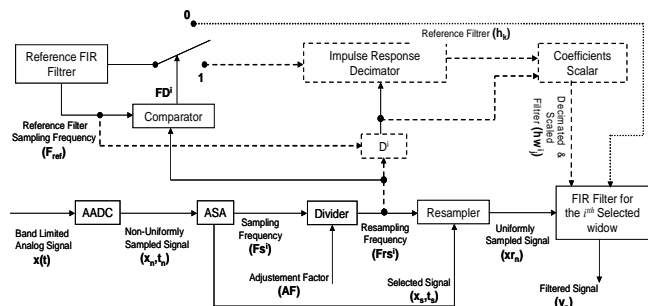 0
Reference FIR
Filtrer
1
Impulse Response
Decimator
Reference Filtrer (hk)
Coefficients
Scalar
FDi
Comparator
Reference Filter
Sampling Frequency
(Fref)
Di
Decimated &
Scaled
Filtrer (hwij)
AADC
ASA
Divider
Resampler
FIR Filter for
the ith Selected
widow
Band Limited
Analog Signal
x(t)
Non-Uniformly
Sampled Signal
(xn,tn)
Sampling
Frequency
(Fsi)
Resampling
Frequency
(Frsi)
Uniformly
Sampled Signal
(xrn)
Adjustement Factor
(AF)
Selected Signal
(xs,ts)
Filtered Signal